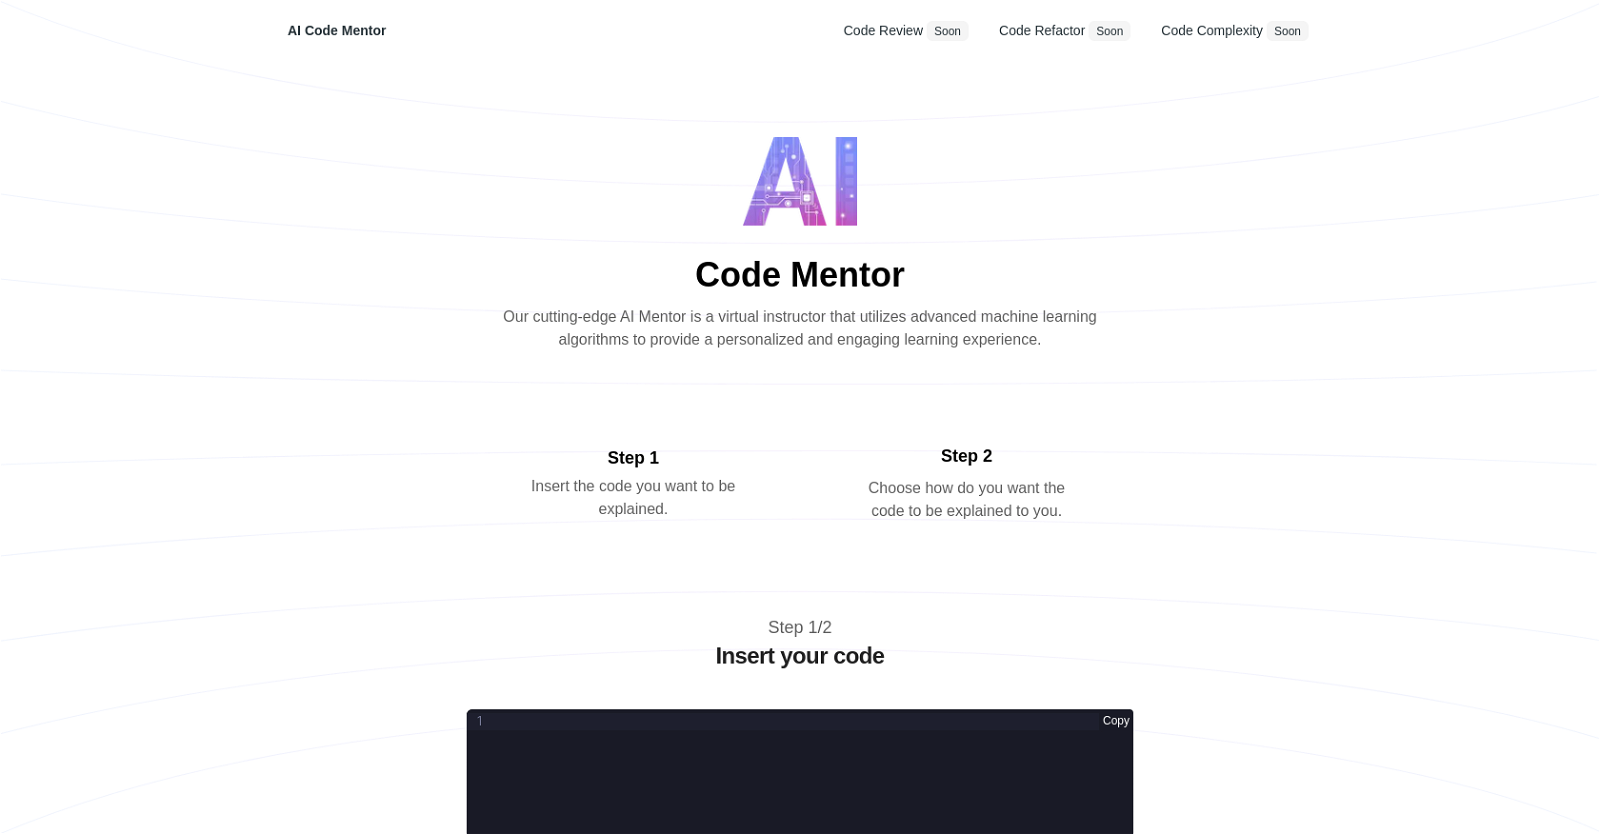 AI Code Mentor
Code Review Soon
Code Refactor Soon
Code Complexity Soon
AI
Code Mentor
Our cutting-edge AI Mentor is a virtual instructor that utilizes advanced machine learning
algorithms to provide a personalized and engaging learning experience.
Step 1
Insert the code you want to be
explained.
Step 2
Choose how do you want the
code to be explained to you.
Step 1/2
Insert your code
1
Copy